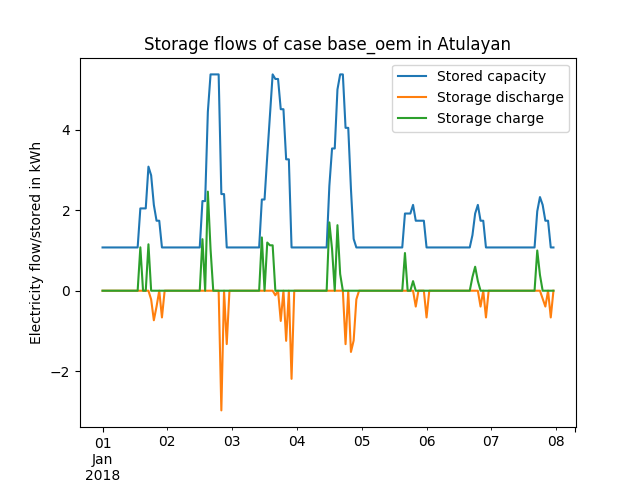 Storage flows of case base_oem in Atulayan
Stored capacity
Storage discharge
Storage charge
Electricity flow/stored in kWh
4
2
0
−2
01 02 03 04 05 06 07 08
Jan
2018